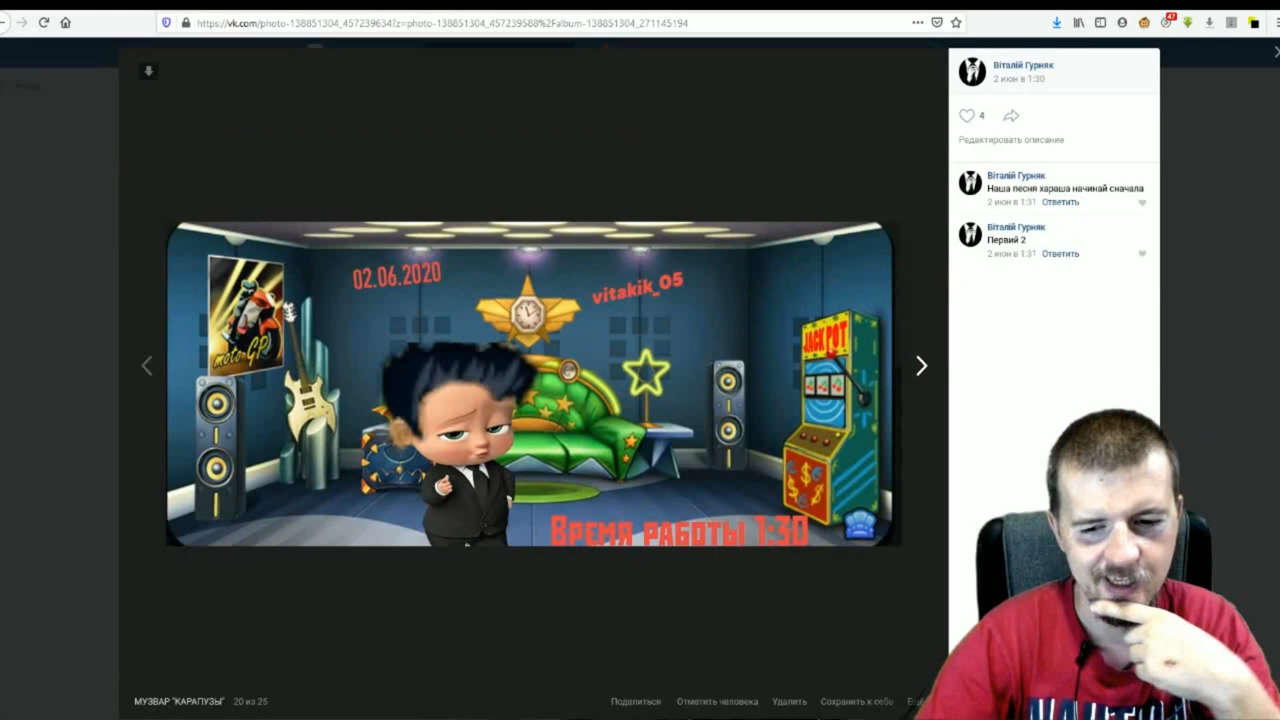 https://vk.com/photo-138851304_457239634?z=photo-138851304_457239588%2Falbum-138851304_271145194
47
Віталій Гурняк
2 июн в 1:30
4
Редактировать описание
Віталій Гурняк
Наша песня хараша начинай сначала
2 июн в 1:31 Ответить
Віталій Гурняк
Первий 2
2 июн в 1:31 Ответить
02.06.2020
vitakik_05
moto-GP
JACKPOT
Время работы 1:30
МУЗВАР "КАРАПУЗЫ" 20 из 25
Поделиться Отметить человека Удалить Сохранить к себе